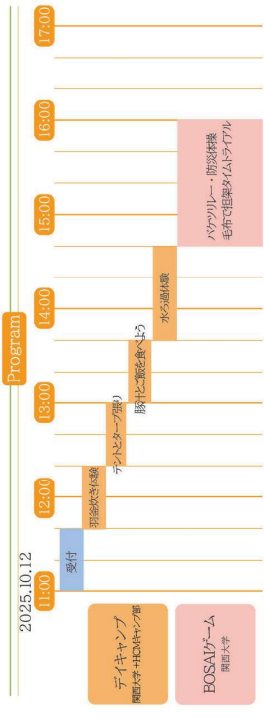 2025.10.12
Program
11:00
12:00
13:00
14:00
15:00
16:00
17:00
デイキャンプ
関西大学 +HCMキャンプ部
受付
羽釜炊き体験
テントとタープ張り
豚汁とご飯を食べよう
水ろ過体験
BOSAIゲーム
関西大学
バケツリレー・防災体操
毛布で担架タイムトライアル